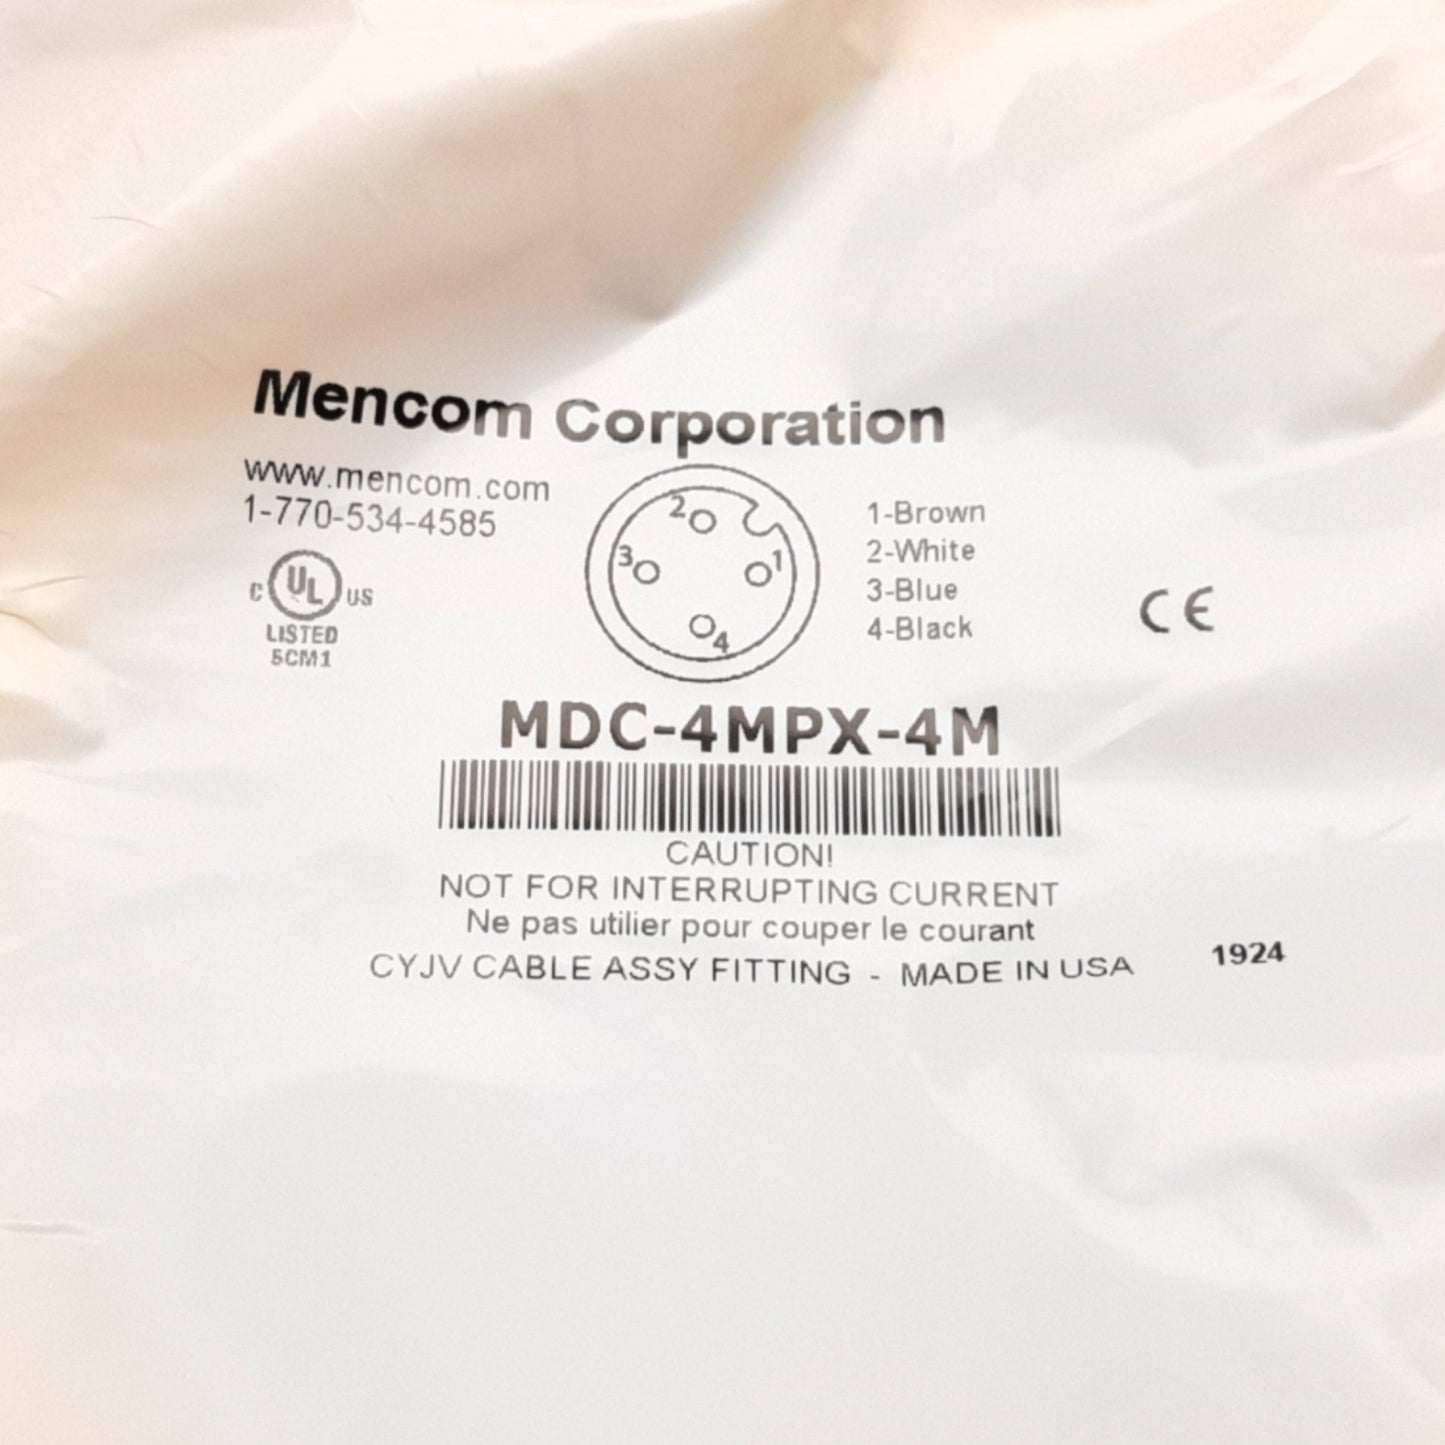 Mencom Corporation
www.mencom.com
1-770-534-4585
C UL US
LISTED
5CM1
2
3
1
4
1-Brown
2-White
3-Blue
4-Black
CE
MDC-4MPX-4M
CAUTION!
NOT FOR INTERRUPTING CURRENT
Ne pas utilier pour couper le courant
CYJV CABLE ASSY FITTING - MADE IN USA
1924